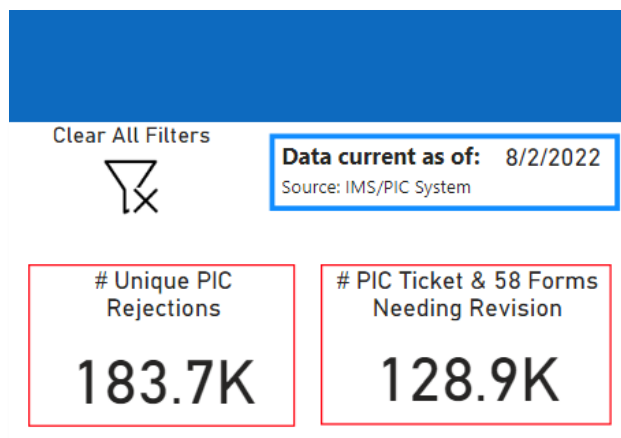 Clear All Filters
Data current as of: 8/2/2022
Source: IMS/PIC System
# Unique PIC
Rejections
183.7K
# PIC Ticket & 58 Forms
Needing Revision
128.9K